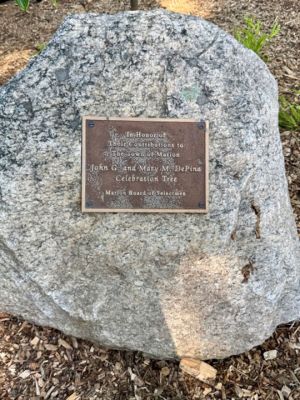 In Honor of
Their Contributions to
The Town of Marion
John G. and Mary M. DePina
Celebration Tree
Marion Board of Selectmen